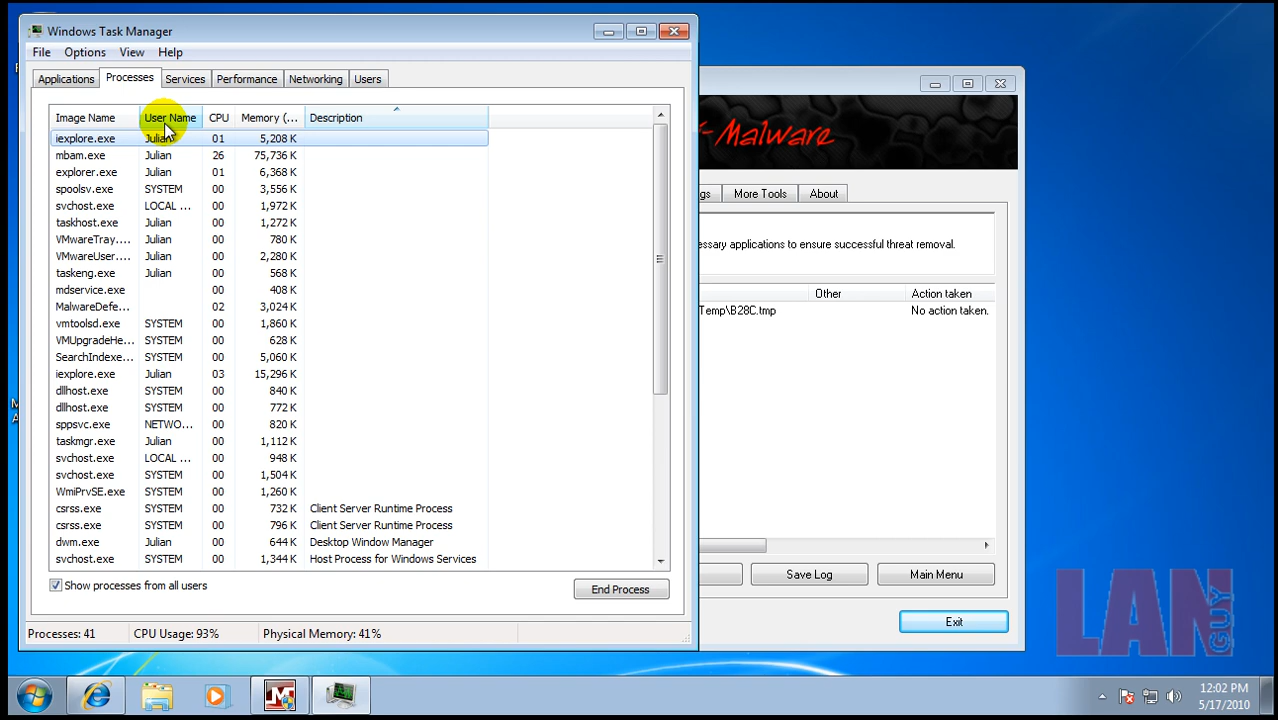 Windows Task Manager
File Options View Help
Applications Processes Services Performance Networking Users
Image Name User Name CPU Memory (... Description
iexplore.exe Julian 01 5,208 K
mbam.exe Julian 26 75,736 K
explorer.exe Julian 01 6,368 K
spoolsv.exe SYSTEM 00 3,556 K
svchost.exe LOCAL ... 00 1,972 K
taskhost.exe Julian 00 1,272 K
VMwareTray.... Julian 00 780 K
VMwareUser.... Julian 00 2,280 K
taskeng.exe Julian 00 568 K
mdservice.exe 00 408 K
MalwareDefe... 02 3,024 K
vmtoolsd.exe SYSTEM 00 1,860 K
VMUpgradeHe... SYSTEM 00 628 K
SearchIndexe... SYSTEM 00 5,060 K
iexplore.exe Julian 03 15,296 K
dllhost.exe SYSTEM 00 840 K
dllhost.exe SYSTEM 00 772 K
sppsvc.exe NETWO... 00 820 K
taskmgr.exe Julian 00 1,112 K
svchost.exe LOCAL ... 00 948 K
svchost.exe SYSTEM 00 1,504 K
WmiPrvSE.exe SYSTEM 00 1,260 K
csrss.exe SYSTEM 00 732 K Client Server Runtime Process
csrss.exe SYSTEM 00 796 K Client Server Runtime Process
dwm.exe Julian 00 644 K Desktop Window Manager
svchost.exe SYSTEM 00 1,344 K Host Process for Windows Services
Show processes from all users
End Process
Processes: 41 CPU Usage: 93% Physical Memory: 41%
-Malware
gs More Tools About
essary applications to ensure successful threat removal.
Other Action taken
Temp\B28C.tmp No action taken.
Save Log Main Menu
Exit
LAN GUY
12:02 PM
5/17/2010